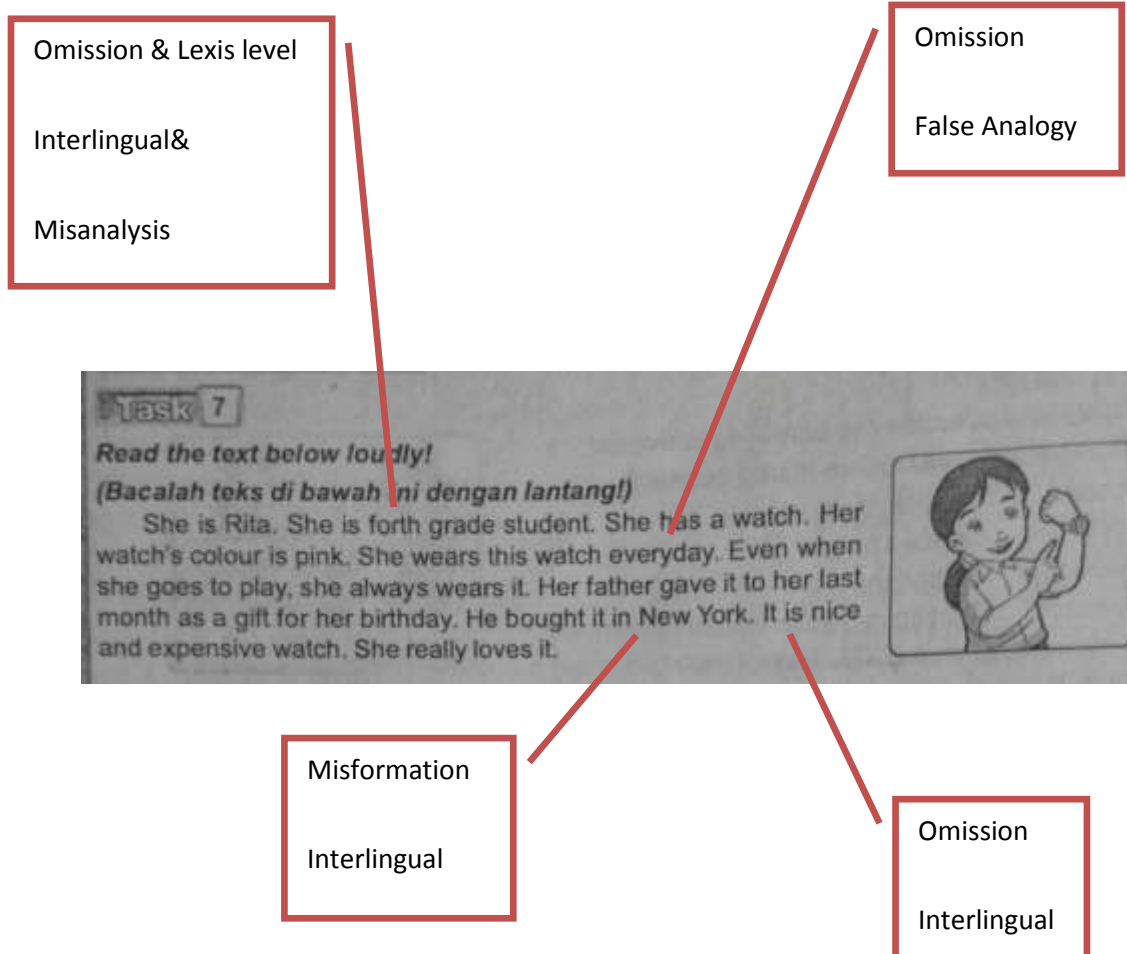 Omission & Lexis level
Interlingual&
Misanalysis
Omission
False Analogy
Task 7
Read the text below loudly!
(Bacalah teks di bawah ini dengan lantang!)
She is Rita. She is forth grade student. She has a watch. Her
watch's colour is pink. She wears this watch everyday. Even when
she goes to play, she always wears it. Her father gave it to her last
month as a gift for her birthday. He bought it in New York. It is nice
and expensive watch. She really loves it.
Misformation
Interlingual
Omission
Interlingual